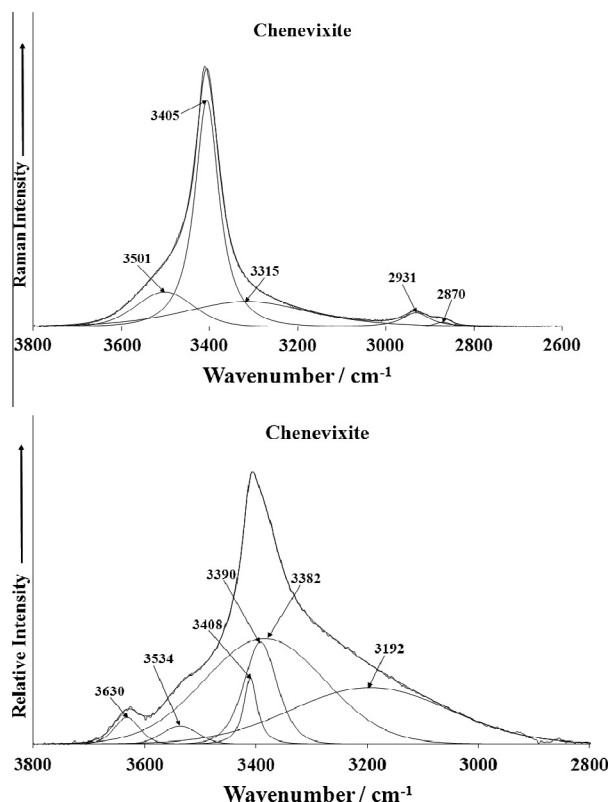 Chenevixite
Raman Intensity
3405
3501
3315
2931
2870
3800 3600 3400 3200 3000 2800 2600
Wavenumber / cm-1
Chenevixite
Relative Intensity
3390
3382
3408
3534
3192
3630
3800 3600 3400 3200 3000 2800
Wavenumber / cm-1